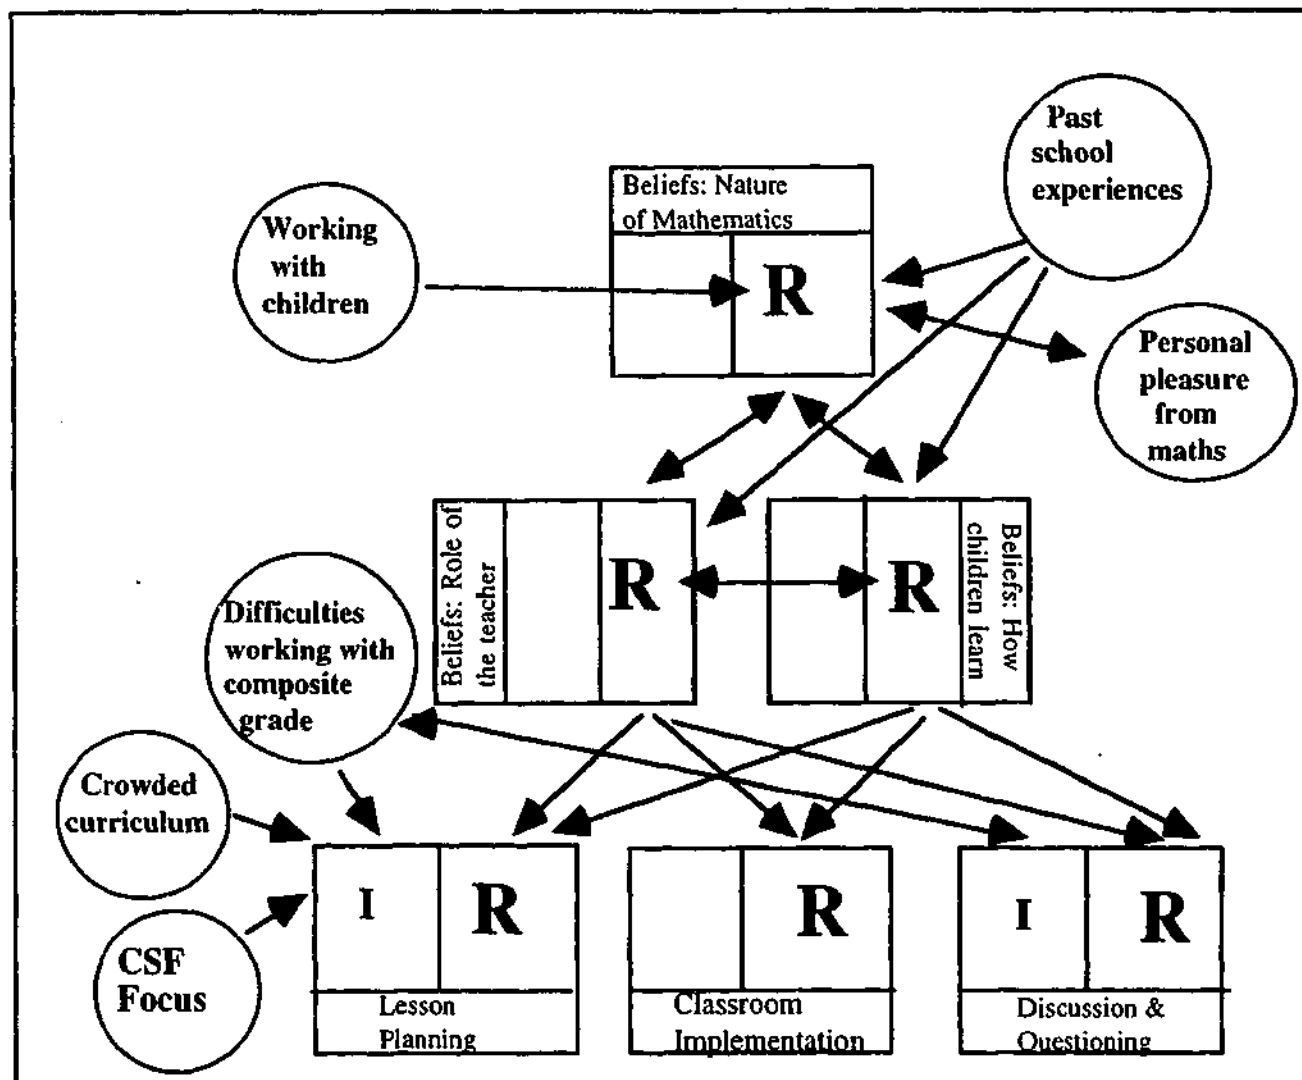 Past
school
experiences
Beliefs: Nature
of Mathematics
Working
with
children
R
Personal
pleasure
from
maths
Beliefs: Role of
the teacher
R
R
Beliefs: How
children learn
Difficulties
working with
composite
grade
Crowded
curriculum
I
R
R
I
R
CSF
Focus
Lesson
Planning
Classroom
Implementation
Discussion &
Questioning